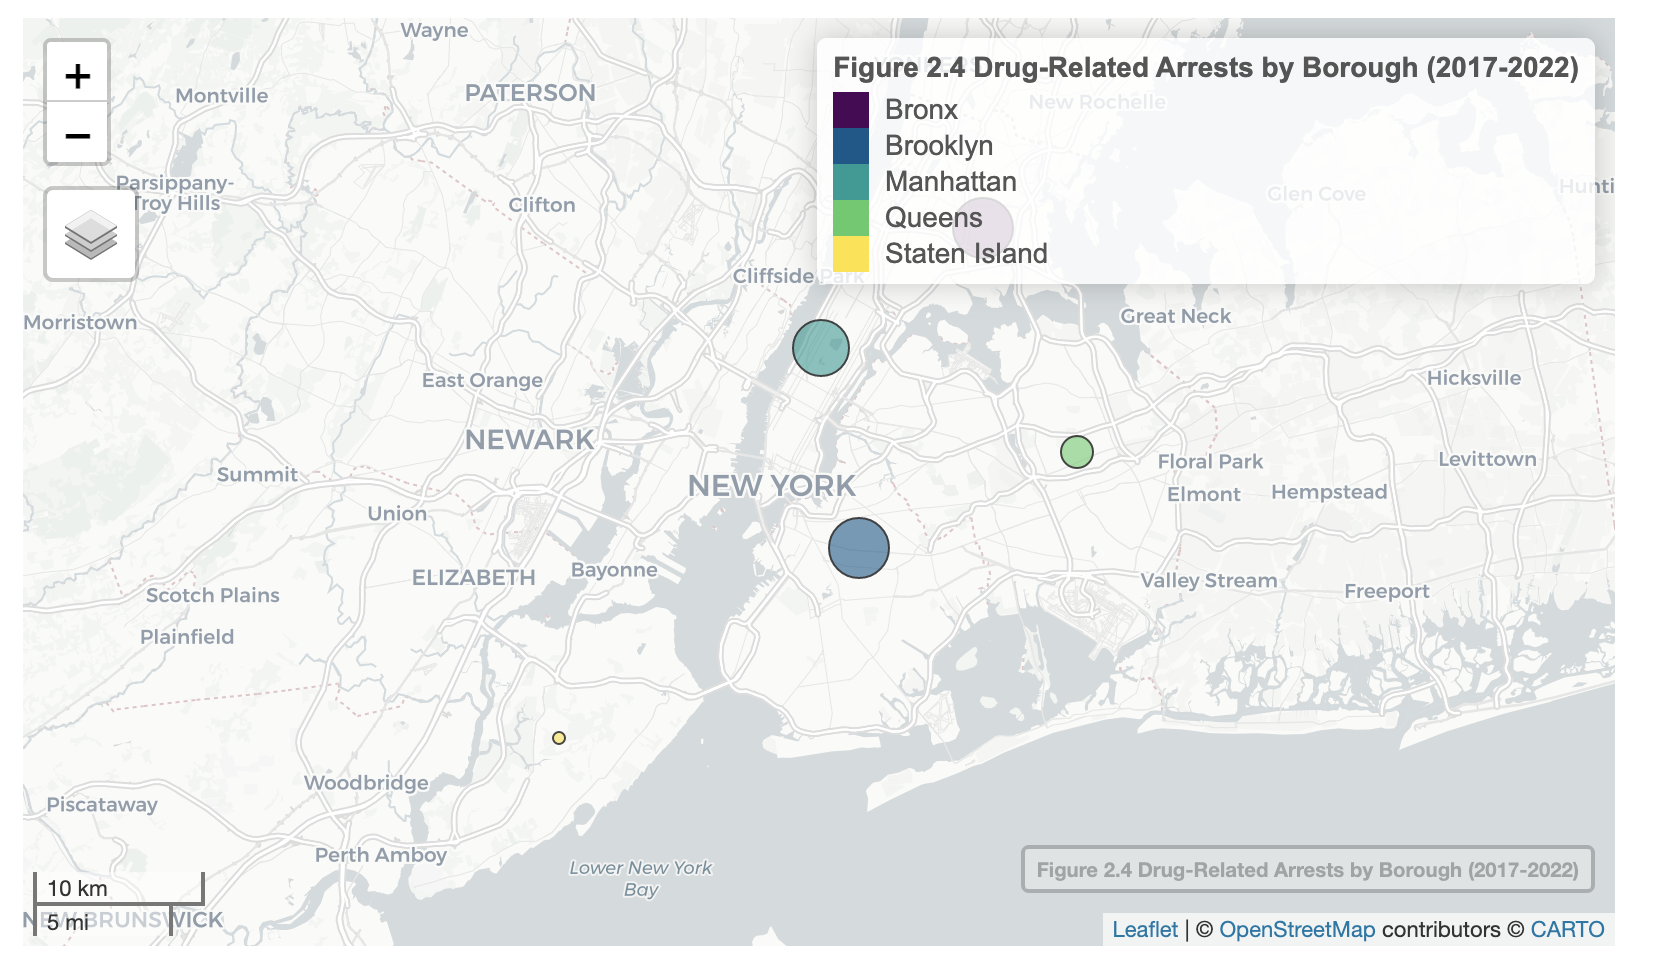 Wayne
+
−
Figure 2.4 Drug-Related Arrests by Borough (2017-2022)
Bronx
Brooklyn
Manhattan
Queens
Staten Island
New Rochelle
Glen Cove
Hunti
Montville
PATERSON
Parsippany-
Troy Hills
Clifton
Cliffside Park
Morristown
Great Neck
East Orange
Hicksville
NEWARK
Summit
Floral Park
Levittown
NEW YORK
Elmont
Hempstead
Union
ELIZABETH
Bayonne
Valley Stream
Freeport
Scotch Plains
Plainfield
Woodbridge
Piscataway
Perth Amboy
Lower New York
Bay
Figure 2.4 Drug-Related Arrests by Borough (2017-2022)
10 km
5 mi
NEW BRUNSWICK
Leaflet | © OpenStreetMap contributors © CARTO